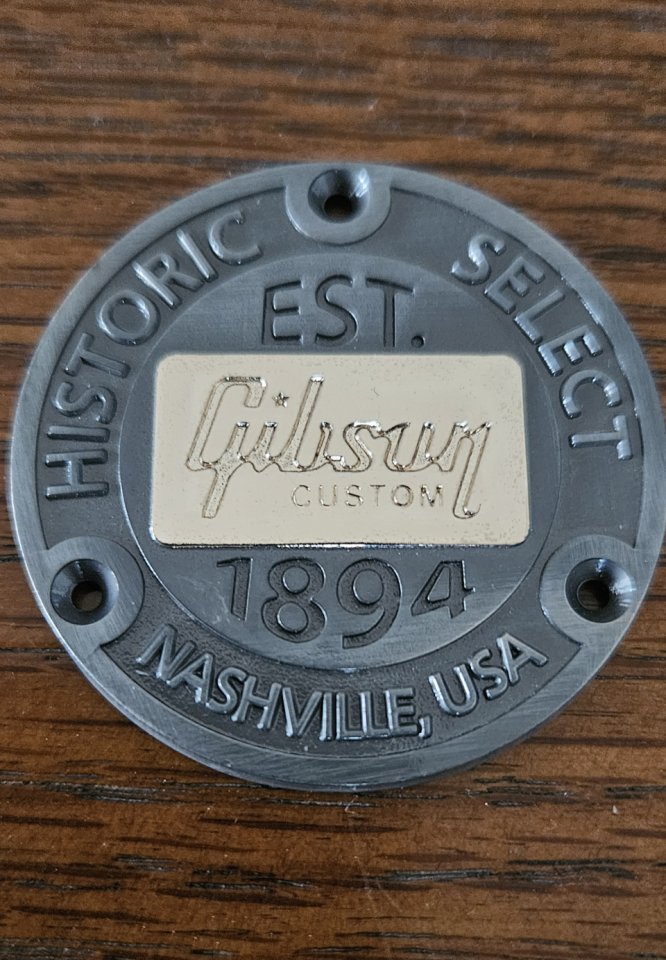 HISTORIC SELECT
EST.
Gibson
CUSTOM
1894
NASHVILLE, USA